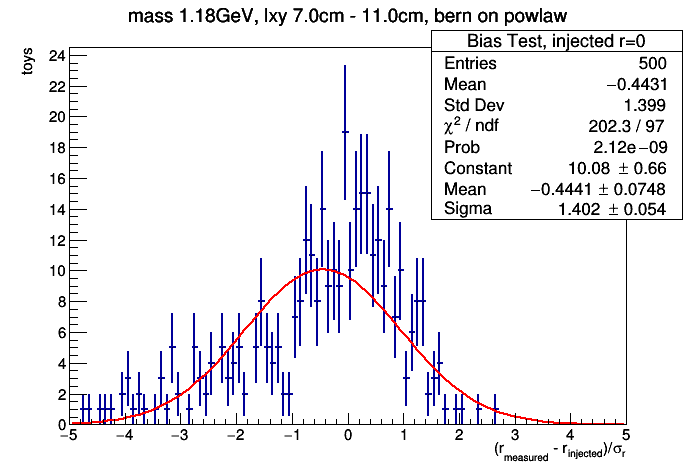 mass 1.18GeV, lxy 7.0cm - 11.0cm, bern on powlaw
toys
Bias Test, injected r=0
Entries 500
Mean −0.4431
Std Dev 1.399
χ² / ndf 202.3 / 97
Prob 2.12e−09
Constant 10.08 ± 0.66
Mean −0.4441 ± 0.0748
Sigma 1.402 ± 0.054
24
22
20
18
16
14
12
10
8
6
4
2
0
−5 −4 −3 −2 −1 0 1 2 3 4 5
(r_measured - r_injected)/σ_r